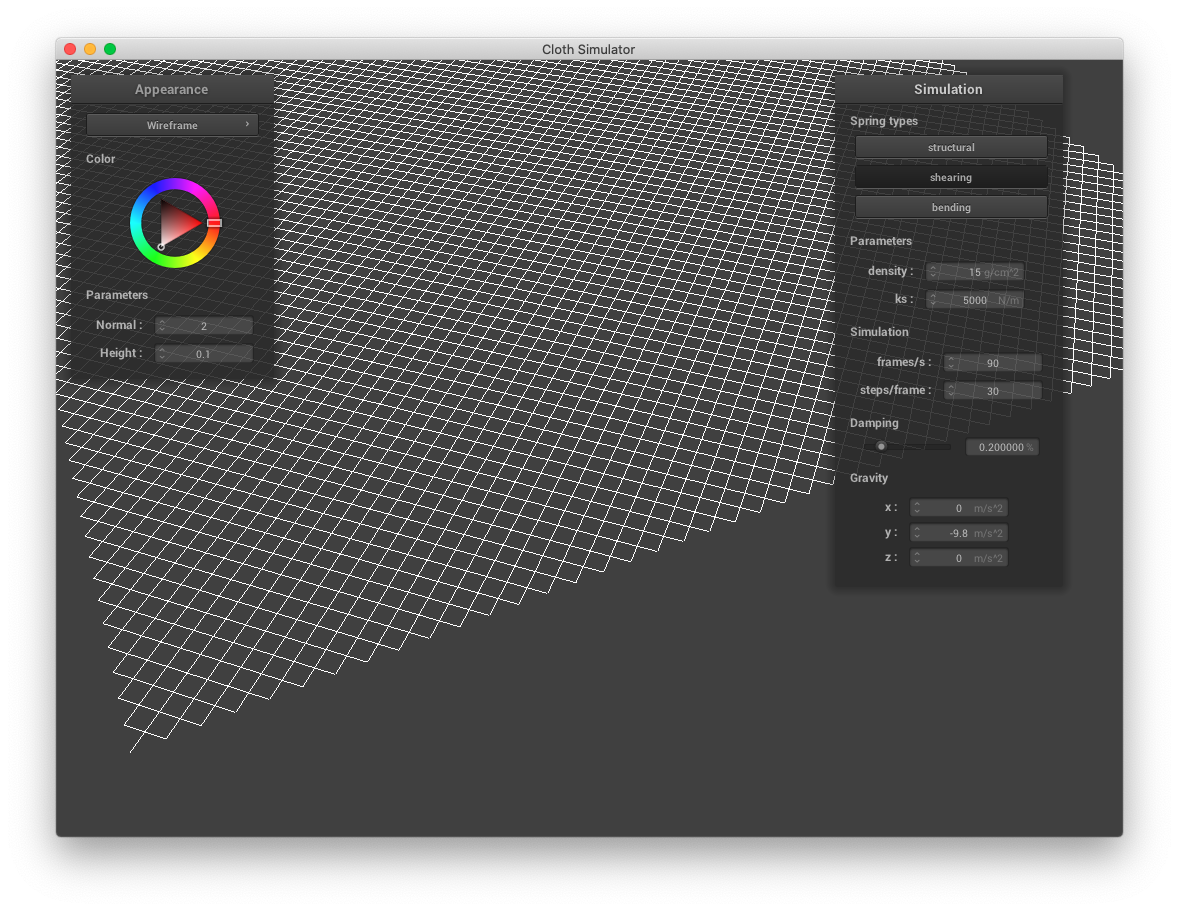 Cloth Simulator
Appearance
Wireframe ›
Color
Parameters
Normal : 2
Height : 0.1
Simulation
Spring types
structural
shearing
bending
Parameters
density : 15 g/cm^2
ks : 5000 N/m
Simulation
frames/s : 90
steps/frame : 30
Damping
0.200000 %
Gravity
x : 0 m/s^2
y : -9.8 m/s^2
z : 0 m/s^2